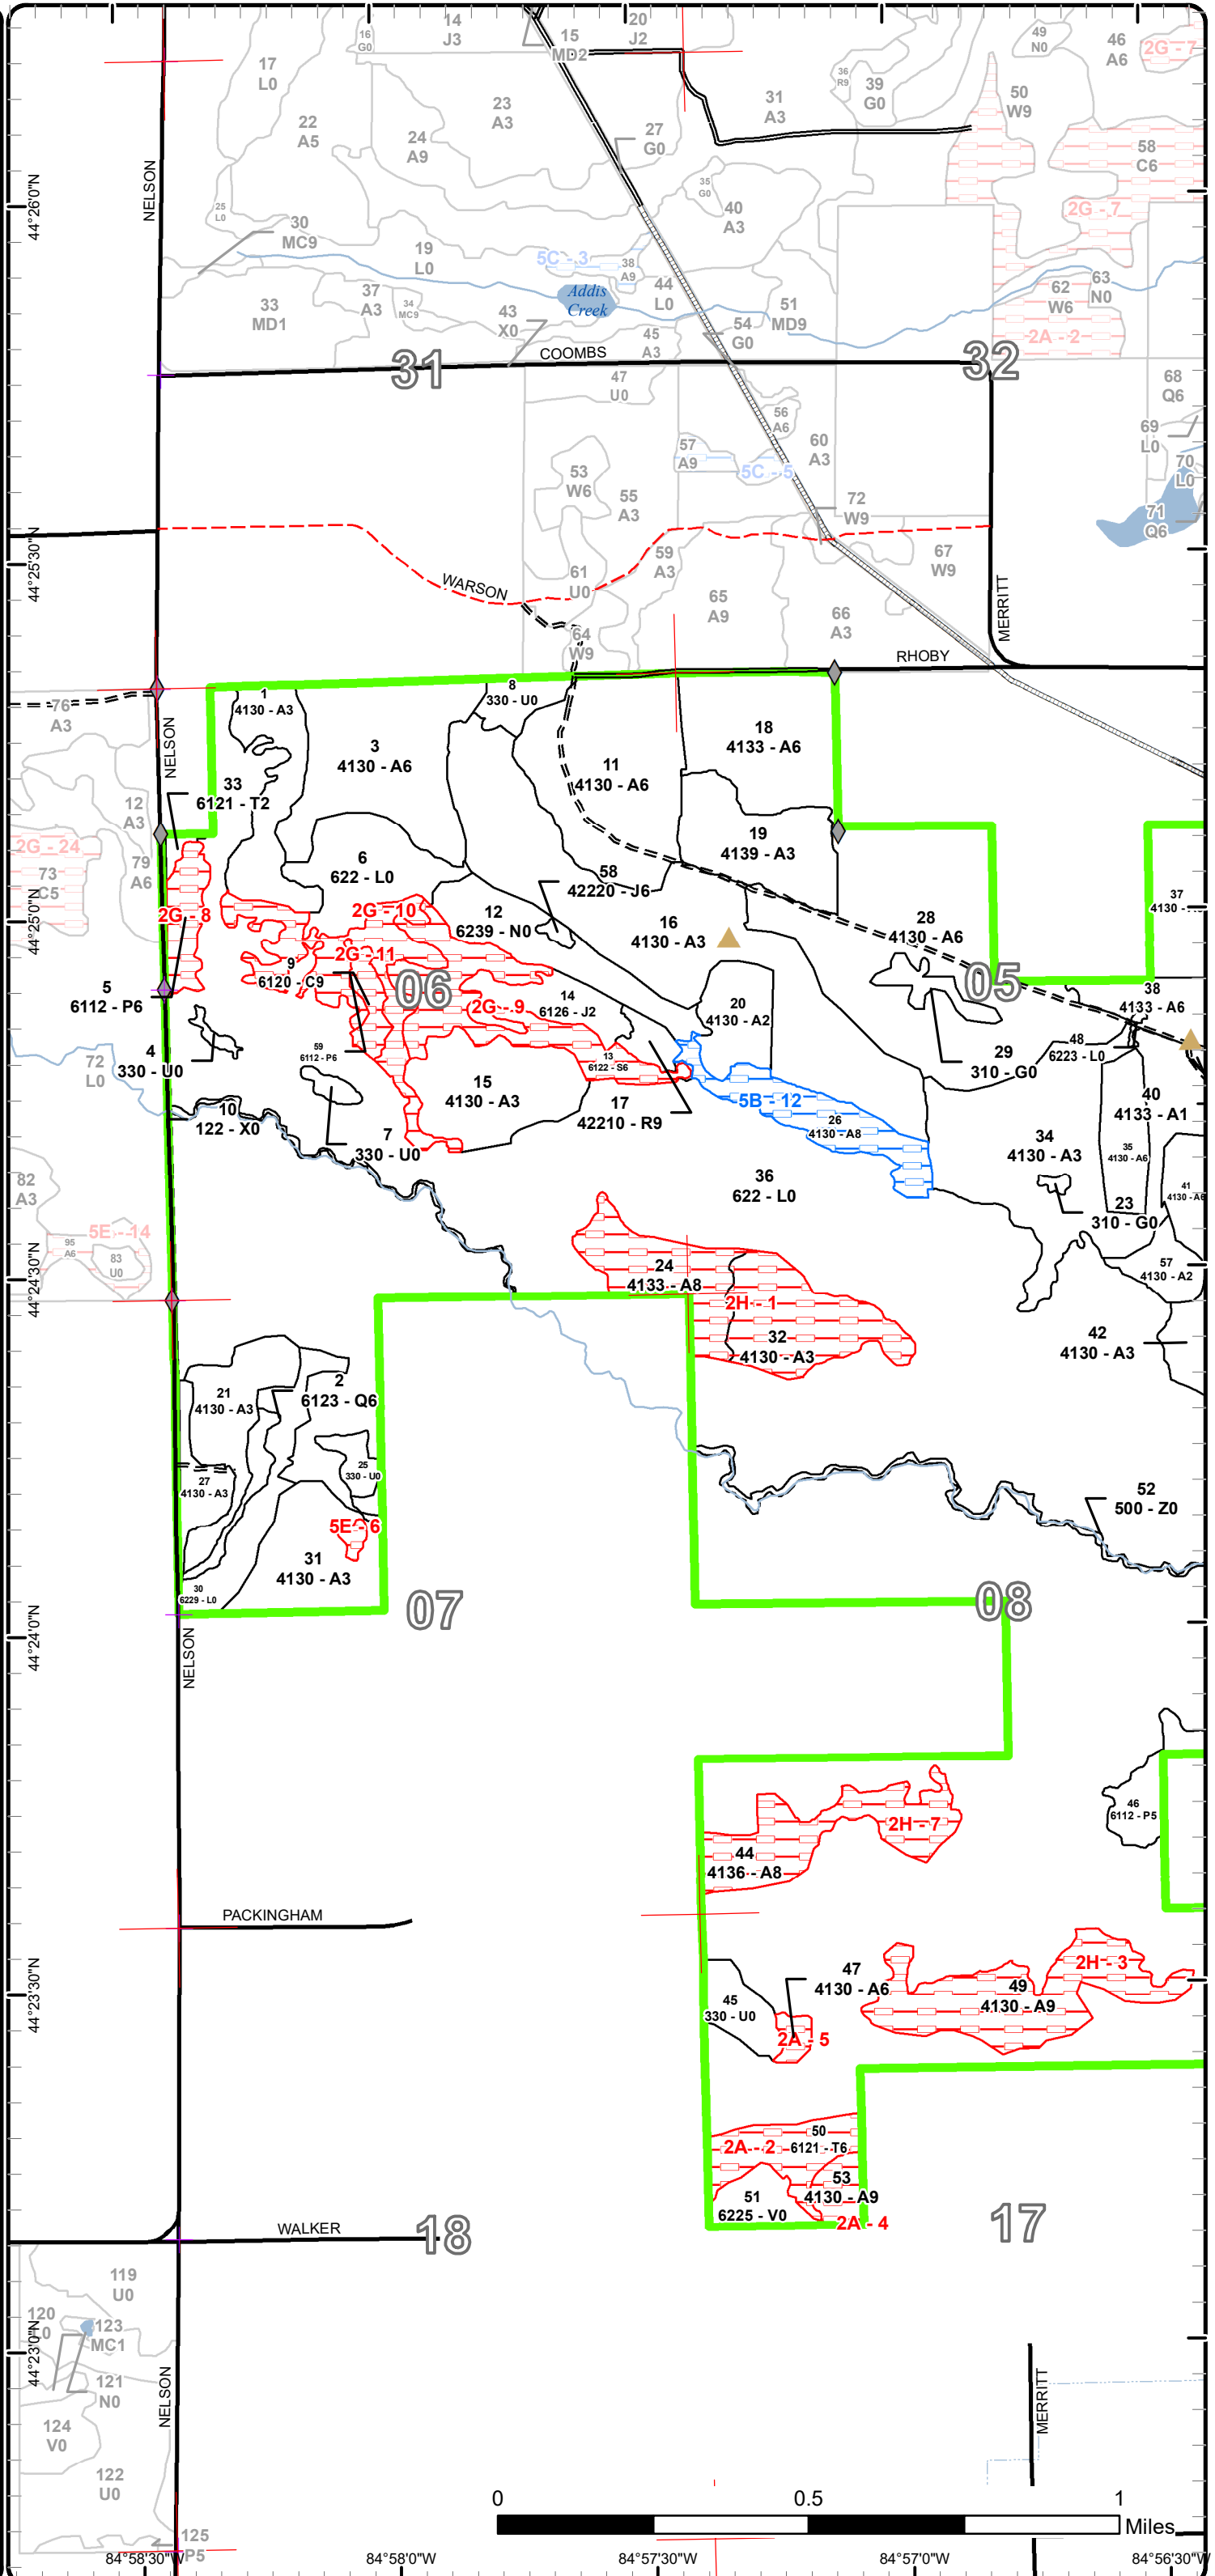 14
J3
20
J2
16
G0
15
MD2
49
N0
46
A6
2G - 7
17
L0
36
R9
39
G0
50
W9
23
A3
31
A3
22
A5
24
A9
27
G0
58
C6
NELSON
44°26'0"N
35
G0
2G - 7
25
L0
30
MC9
40
A3
19
L0
5C - 3
38
A9
63
N0
37
A3
Addis
Creek
44
L0
62
W6
33
MD1
34
MC9
43
X0
51
MD9
54
G0
45
A3
2A - 2
COOMBS
31
32
47
U0
68
Q6
56
A6
69
L0
57
A9
60
A3
53
W6
5C - 5
70
L0
55
A3
72
W9
71
Q6
44°25'30"N
59
A3
67
W9
61
U0
WARSON
65
A9
66
A3
MERRITT
64
W9
RHOBY
8
330 - U0
1
4130 - A3
76
A3
NELSON
18
4133 - A6
3
4130 - A6
11
4130 - A6
33
6121 - T2
12
A3
19
4139 - A3
2G - 24
73
C5
79
A6
6
622 - L0
58
42220 - J6
37
4130 -
2G - 8
2G - 10
12
6239 - N0
16
4130 - A3
28
4130 - A6
44°25'0"N
2G - 11
9
6120 - C9
06
05
5
6112 - P6
14
6126 - J2
20
4130 - A2
38
4133 - A6
2G - 9
4
330 - U0
59
6112 - P6
13
6122 - S6
48
6223 - L0
29
310 - G0
72
L0
15
4130 - A3
40
4133 - A1
17
42210 - R9
5B - 12
10
122 - X0
26
4130 - A8
7
330 - U0
34
4130 - A3
35
4130 - A6
36
622 - L0
41
4130 - A6
82
A3
23
310 - G0
5E - 14
95
A6
83
U0
57
4130 - A2
24
4133 - A8
44°24'30"N
2H - 1
32
4130 - A3
42
4130 - A3
2
6123 - Q6
21
4130 - A3
25
330 - U0
27
4130 - A3
52
500 - Z0
5E - 6
31
4130 - A3
30
6229 - L0
07
08
44°24'0"N
NELSON
46
6112 - P5
2H - 7
44
4136 - A8
PACKINGHAM
2H - 3
44°23'30"N
47
4130 - A6
49
4130 - A9
45
330 - U0
2A - 5
50
6121 - T6
2A - 2
53
4130 - A9
51
6225 - V0
2A - 4
17
WALKER
18
119
U0
120
123
MC1
44°23'0"N
121
N0
NELSON
MERRITT
124
V0
122
U0
0
0.5
1
Miles
125
P5
84°58'30"W
84°58'0"W
84°57'30"W
84°57'0"W
84°56'30"W